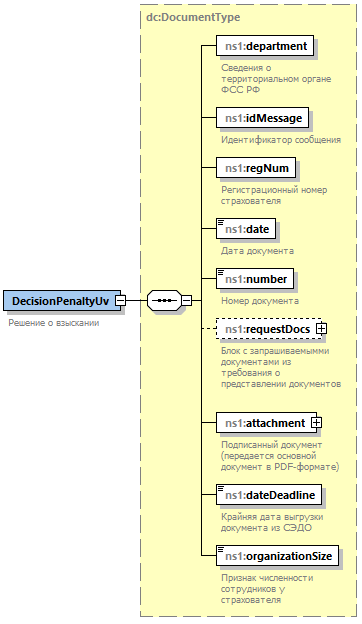 dc:DocumentType
ns1:department
Сведения о
территориальном органе
ФСС РФ
ns1:idMessage
Идентификатор сообщения
ns1:regNum
Регистрационный номер
страхователя
ns1:date
Дата документа
DecisionPenaltyUv
Решение о взыскании
ns1:number
Номер документа
ns1:requestDocs
Блок с запрашиваемыми
документами из
требования о
представлении документов
ns1:attachment
Подписанный документ
(передается основной
документ в PDF-формате)
ns1:dateDeadline
Крайняя дата выгрузки
документа из СЭДО
ns1:organizationSize
Признак численности
сотрудников у
страхователя